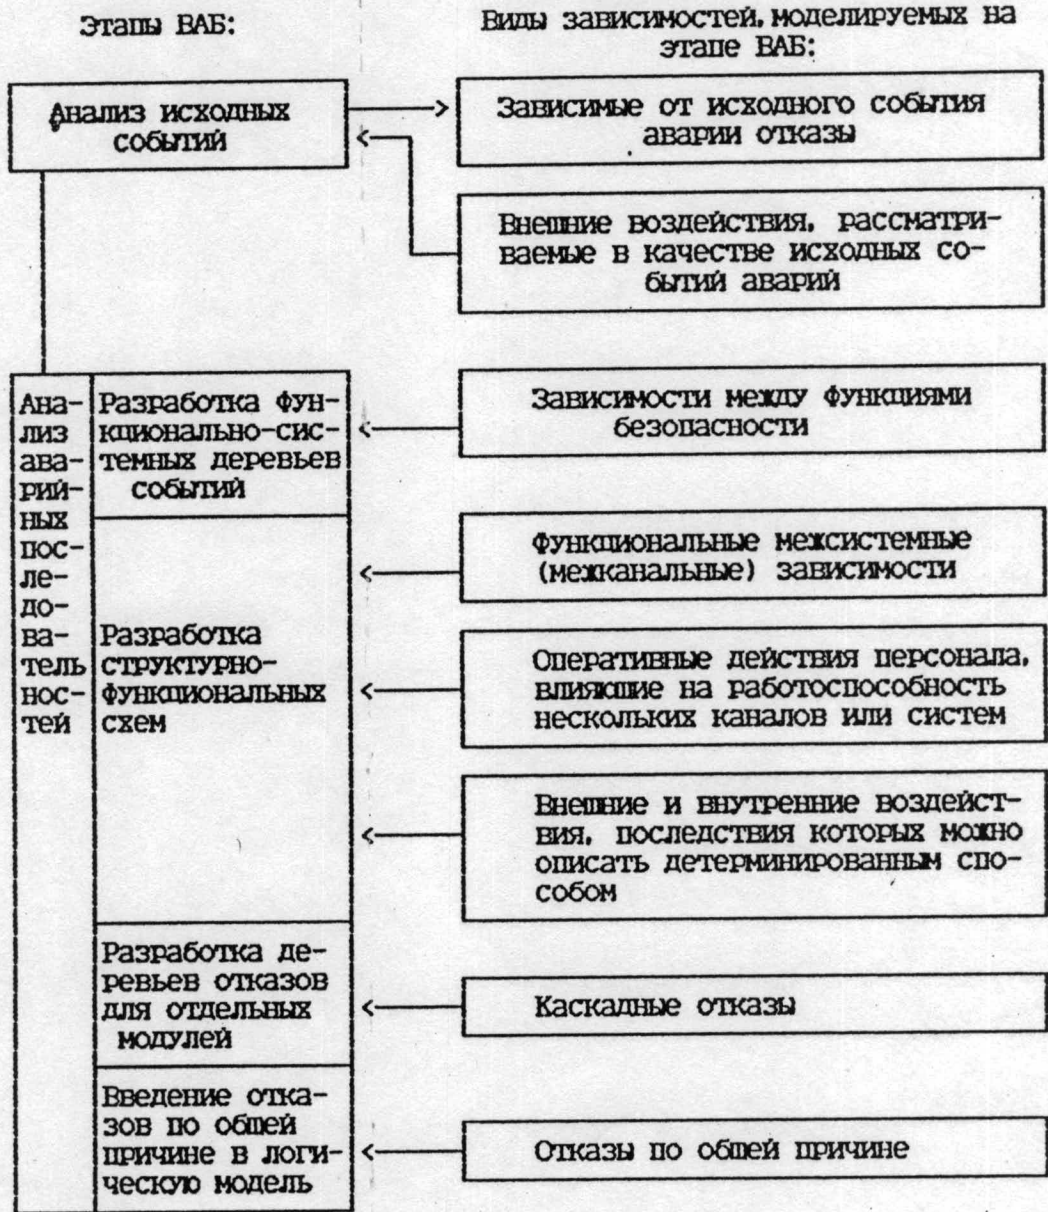 Этапы ВАБ:
Виды зависимостей, моделируемых на
этапе ВАБ:
Анализ исходных
событий
Зависимые от исходного события
аварии отказы
Внешние воздействия, рассматри-
ваемые в качестве исходных со-
бытий аварий
Ана-
лиз
ава-
рий-
ных
пос-
ле-
до-
ва-
тель
нос-
тей
Разработка фун-
кционально-сис-
темных деревьев
событий
Зависимости между функциями
безопасности
Разработка
структурно-
функциональных
схем
Функциональные межсистемные
(межканальные) зависимости
Оперативные действия персонала,
влияющие на работоспособность
нескольких каналов или систем
Внешние и внутренние воздейст-
вия, последствия которых можно
описать детерминированным спо-
собом
Разработка де-
ревьев отказов
для отдельных
модулей
Каскадные отказы
Введение отка-
зов по общей
причине в логи-
ческую модель
Отказы по общей причине